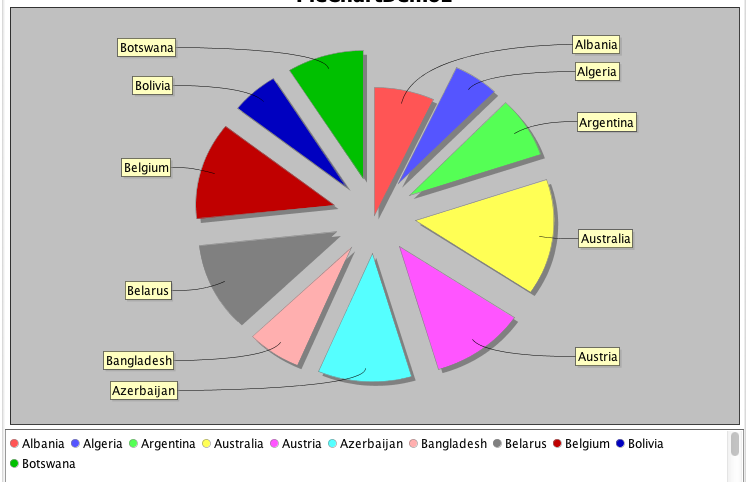 Botswana
Albania
Algeria
Bolivia
Argentina
Belgium
Australia
Belarus
Austria
Bangladesh
Azerbaijan
Albania Algeria Argentina Australia Austria Azerbaijan Bangladesh Belarus Belgium Bolivia
Botswana